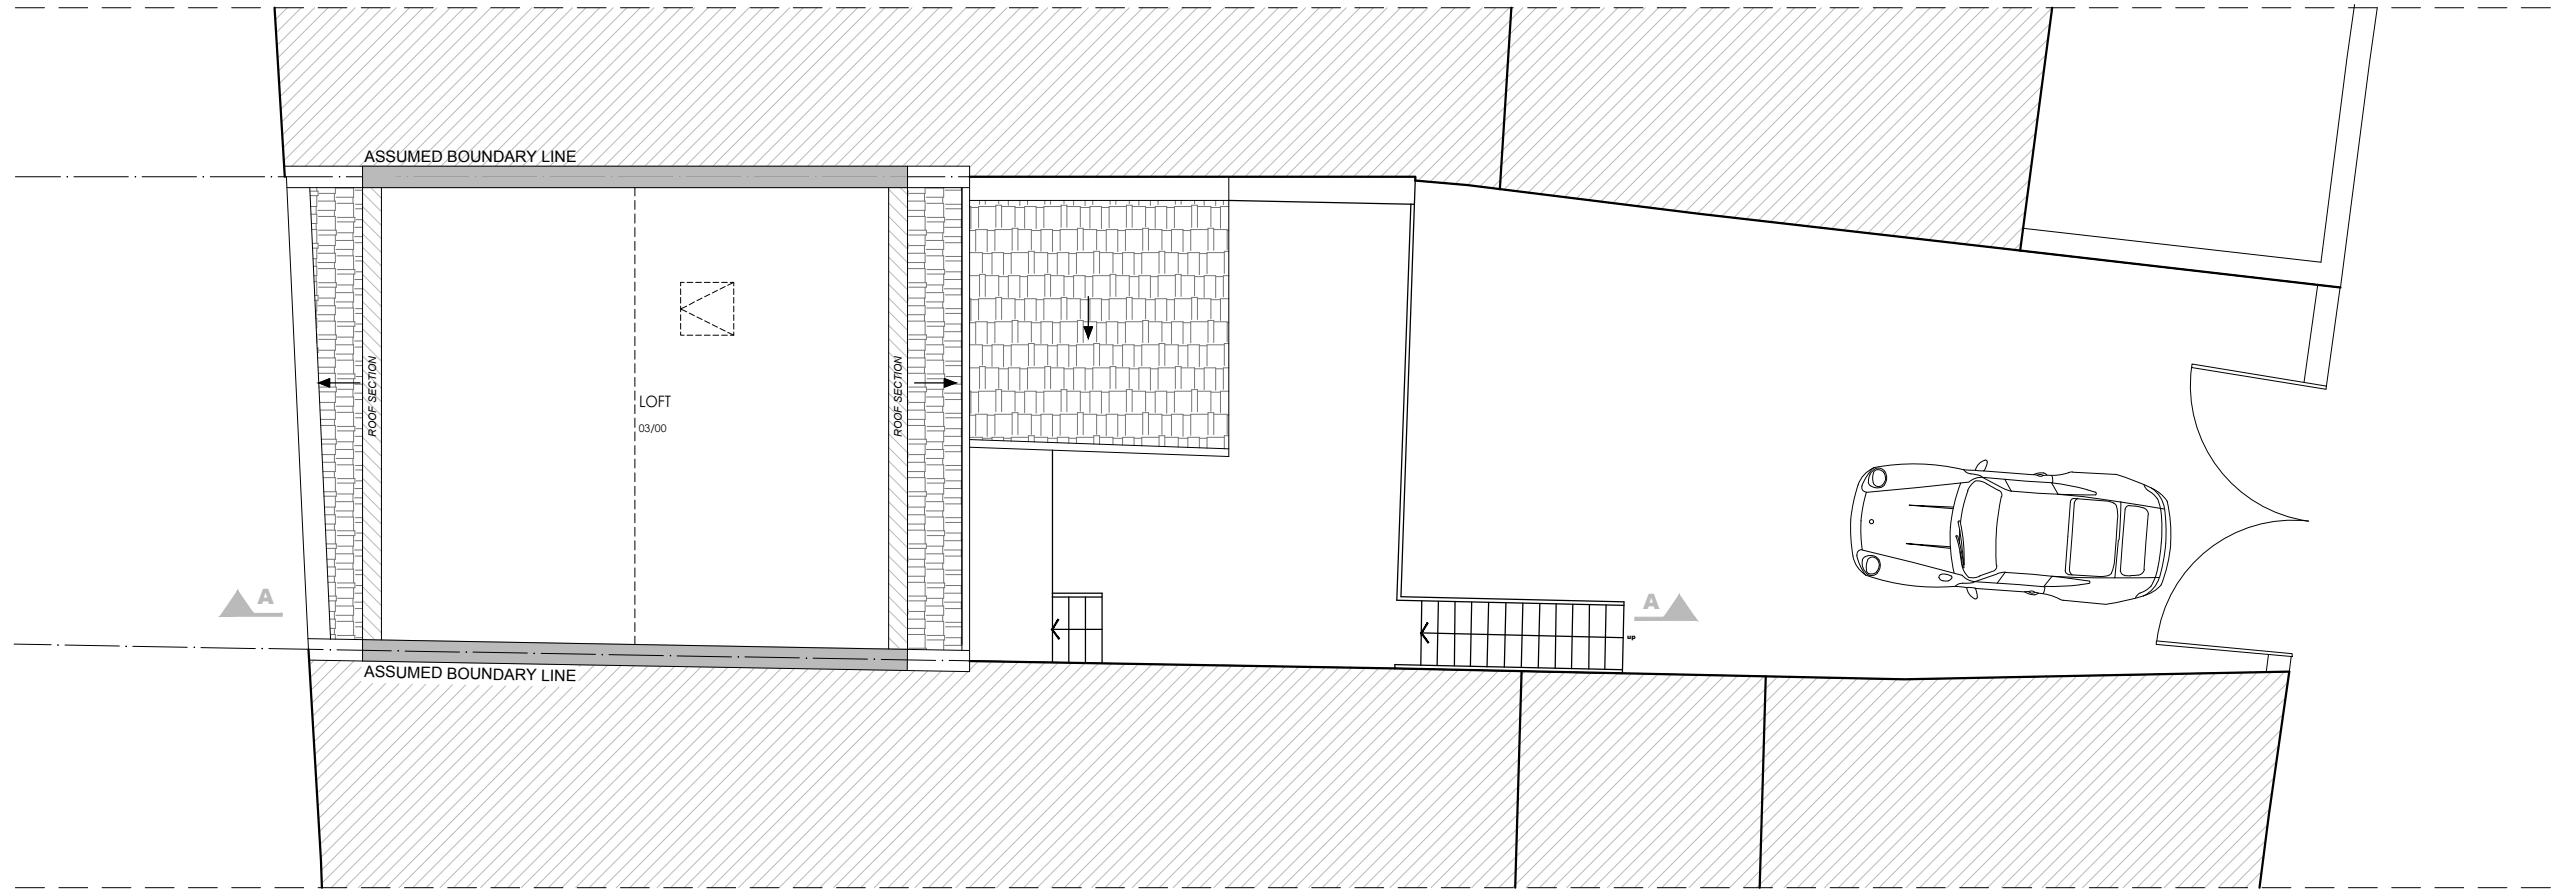 ASSUMED BOUNDARY LINE
ROOF SECTION
LOFT
03/00
ROOF SECTION
A
A
up
ASSUMED BOUNDARY LINE